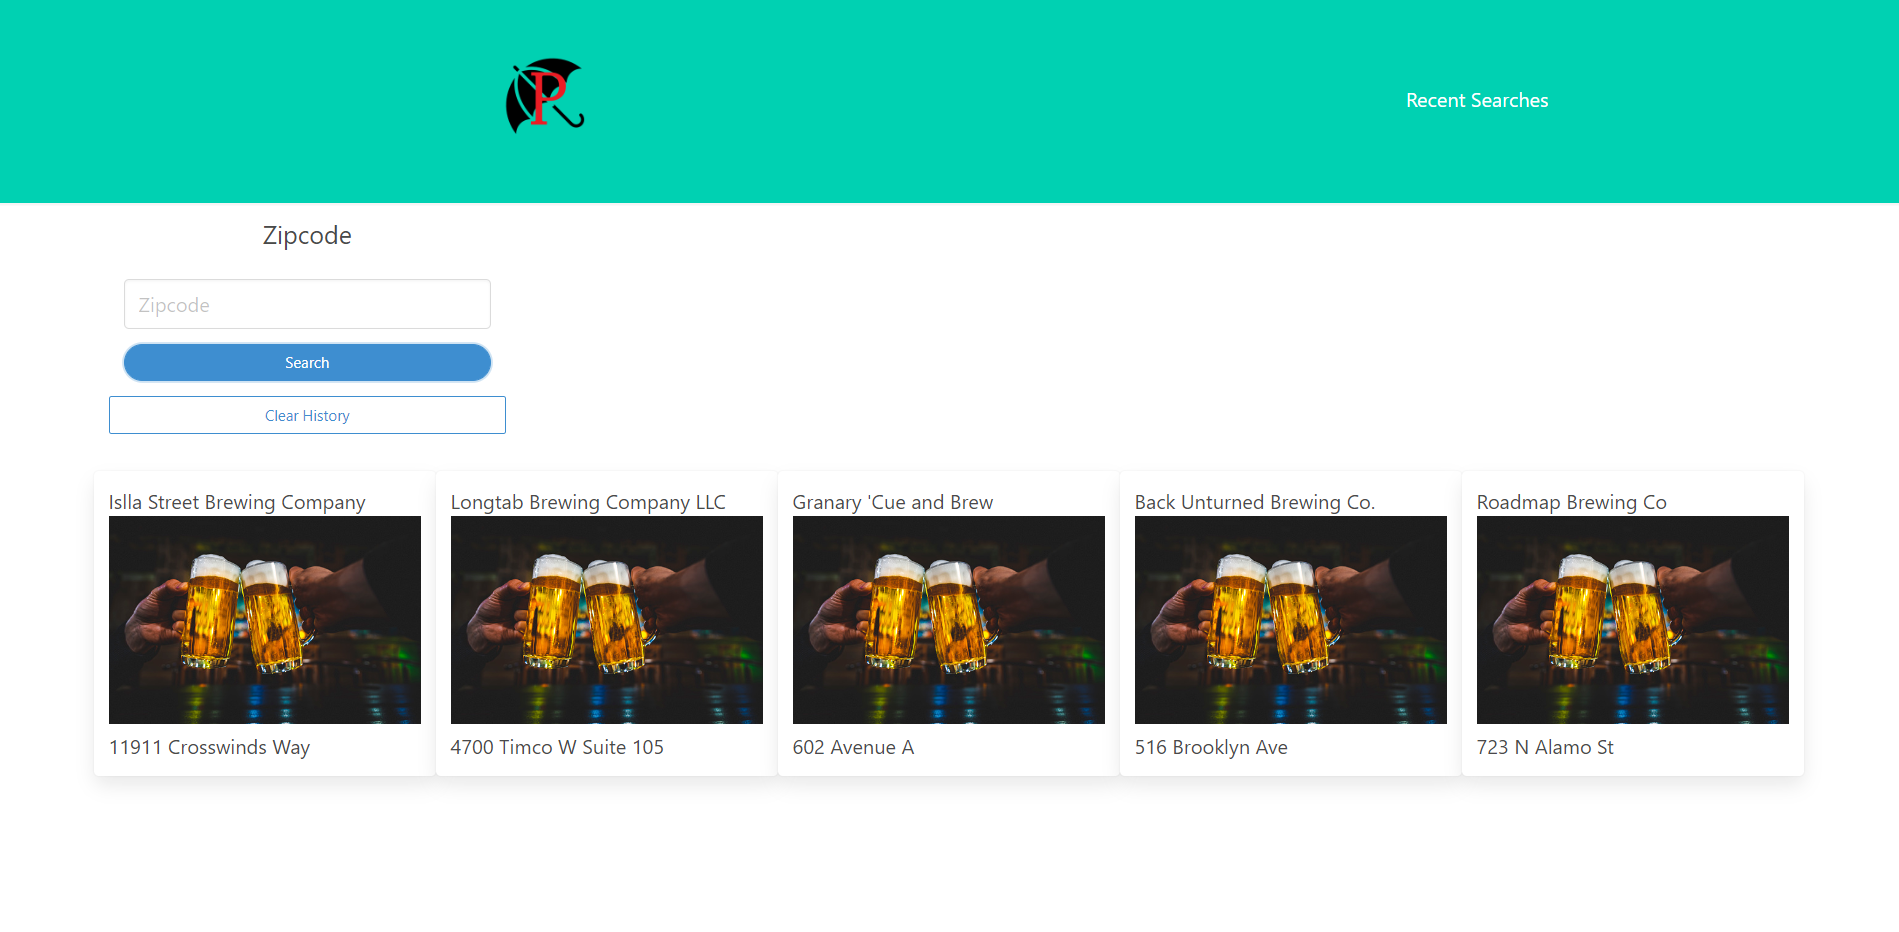 P
Recent Searches
Zipcode
Zipcode
Search
Clear History
Islla Street Brewing Company
Longtab Brewing Company LLC
Granary 'Cue and Brew
Back Unturned Brewing Co.
Roadmap Brewing Co
11911 Crosswinds Way
4700 Timco W Suite 105
602 Avenue A
516 Brooklyn Ave
723 N Alamo St